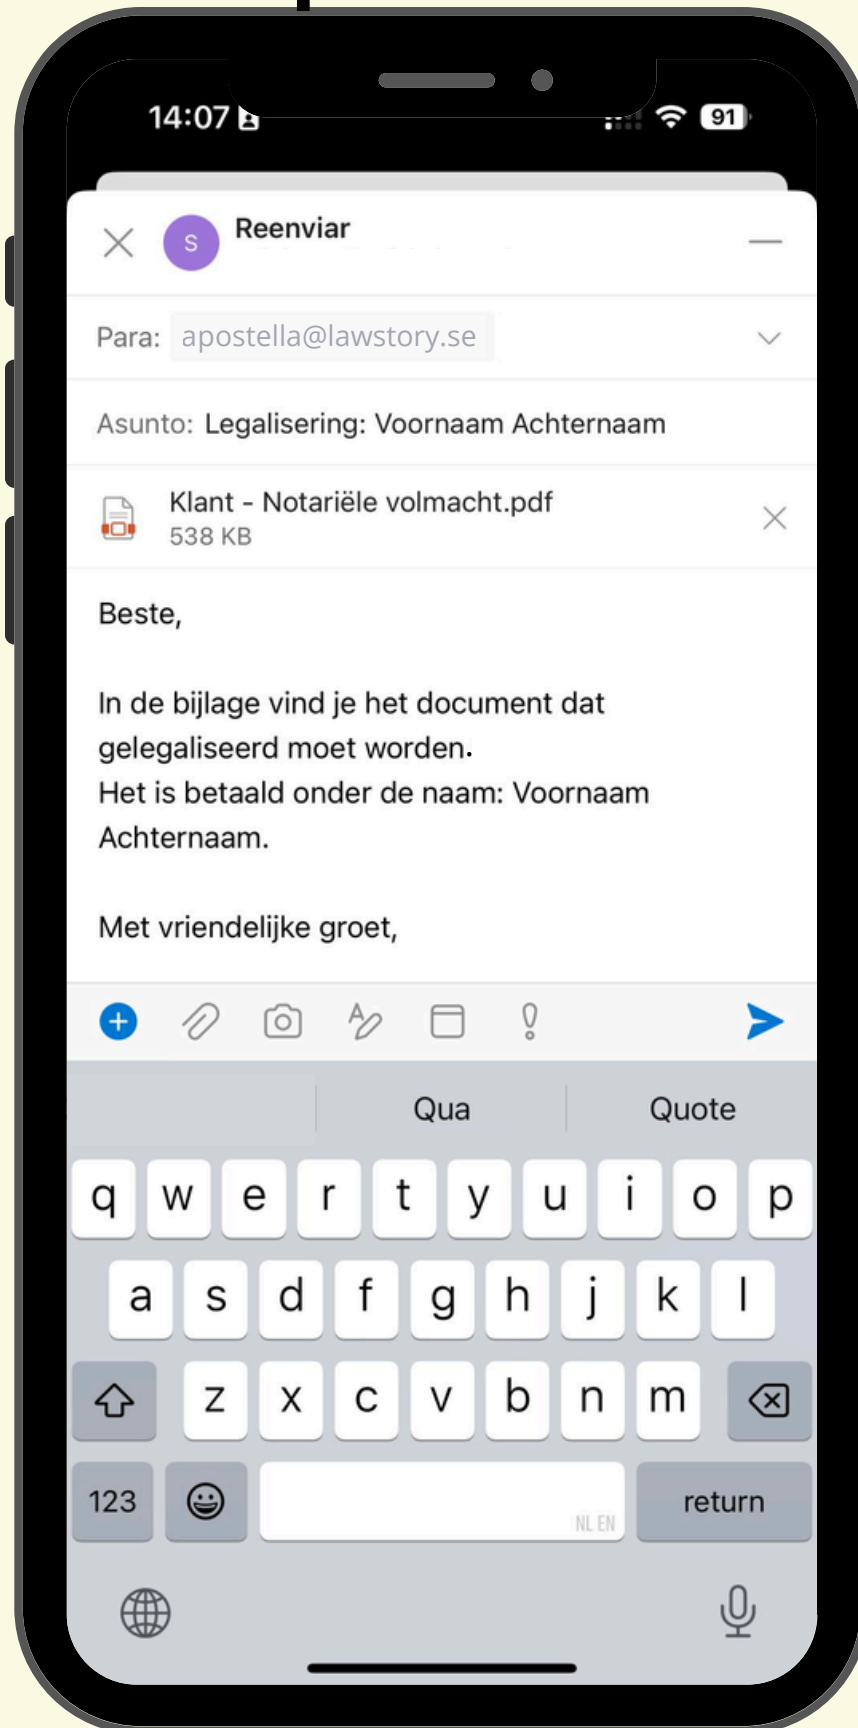 14:07
91
S
Reenviar
Para: apostella@lawstory.se
Asunto: Legalisering: Voornaam Achternaam
Klant - Notariële volmacht.pdf
538 KB
Beste,
In de bijlage vind je het document dat
gelegaliseerd moet worden.
Het is betaald onder de naam: Voornaam
Achternaam.
Met vriendelijke groet,
Qua
Quote
q w e r t y u i o p
a s d f g h j k l
z x c v b n m
123
NL EN
return